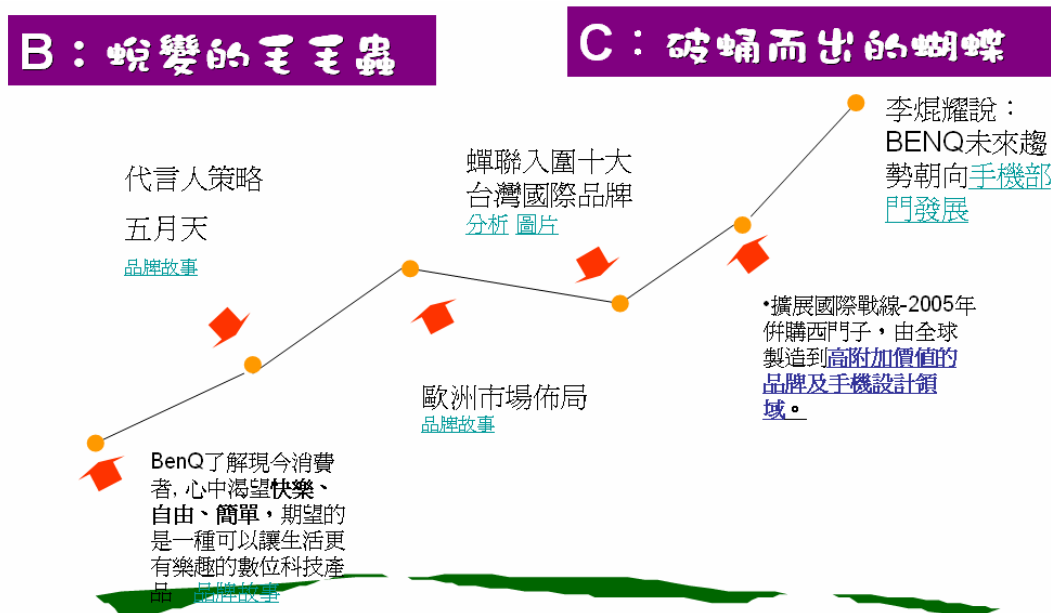 B：蛻變的毛毛蟲
C：破蛹而出的蝴蝶
代言人策略
五月天
品牌故事
蟬聯入圍十大
台灣國際品牌
分析 圖片
李焜耀說：
BENQ未來趨
勢朝向手機部
門發展
•擴展國際戰線-2005年
併購西門子，由全球
製造到高附加價值的
品牌及手機設計領
域。
歐洲市場佈局
品牌故事
BenQ了解現今消費
者, 心中渴望快樂、
自由、簡單，期望的
是一種可以讓生活更
有樂趣的數位科技產
品 品牌故事